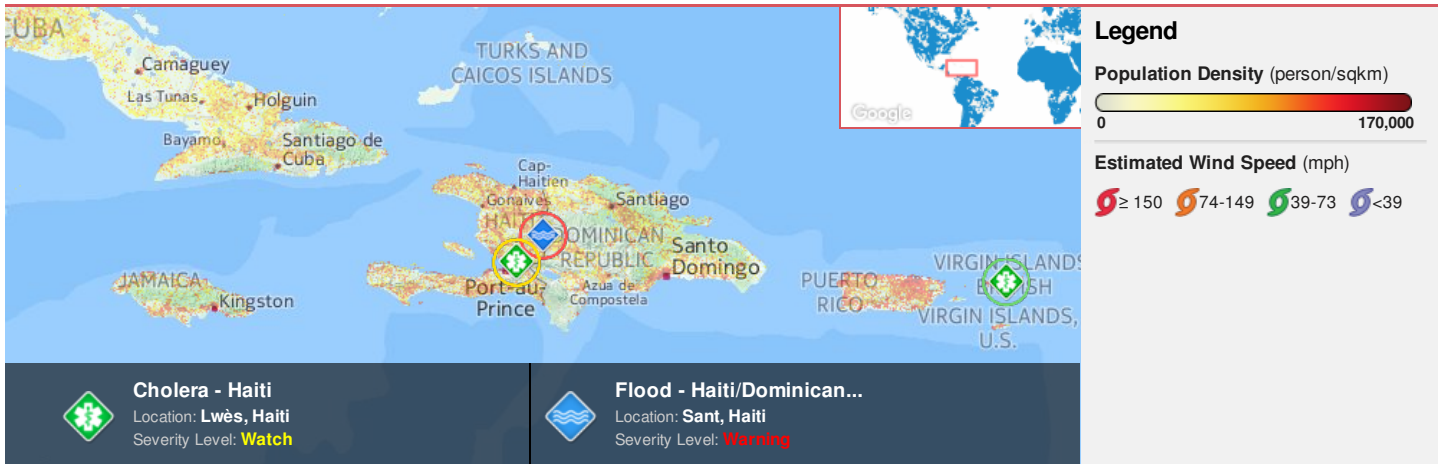 CUBA
TURKS AND
CAICOS ISLANDS
Camaguey
Las Tunas
Holguin
Bayamo
Santiago de
Cuba
Cap-
Haitien
Gonaives
Santiago
HAITI
DOMINICAN
REPUBLIC
Santo
Domingo
JAMAICA
Kingston
Port-au-
Prince
Azua de
Compostela
PUERTO
RICO
VIRGIN ISLANDS
BRITISH
VIRGIN ISLANDS,
U.S.
Google
Legend
Population Density (person/sqkm)
0 170,000
Estimated Wind Speed (mph)
≥ 150 74-149 39-73 <39
Cholera - Haiti
Location: Lwès, Haiti
Severity Level: Watch
Flood - Haiti/Dominican...
Location: Sant, Haiti
Severity Level: Warning